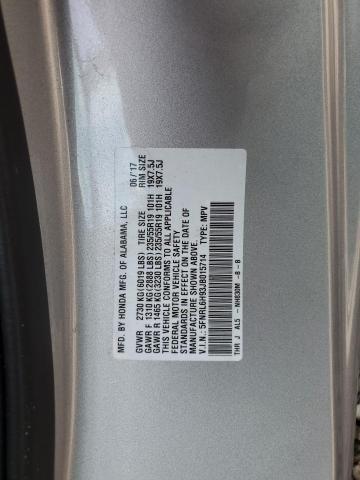 MFD. BY HONDA MFG. OF ALABAMA, LLC 06/17
GVWR 2730 KG(6019 LBS) TIRE SIZE RIM SIZE
GAWR F 1310 KG(2888 LBS)235/55R19 101H 19X7.5J
GAWR R 1465 KG(3230 LBS)235/55R19 101H 19X7.5J
THIS VEHICLE CONFORMS TO ALL APPLICABLE
FEDERAL MOTOR VEHICLE SAFETY
STANDARDS IN EFFECT ON THE DATE OF
MANUFACTURE SHOWN ABOVE.
V.I.N.: 5FNRL6H93JB015714 TYPE: MPV
THR J AL5 - NH830M -B -B